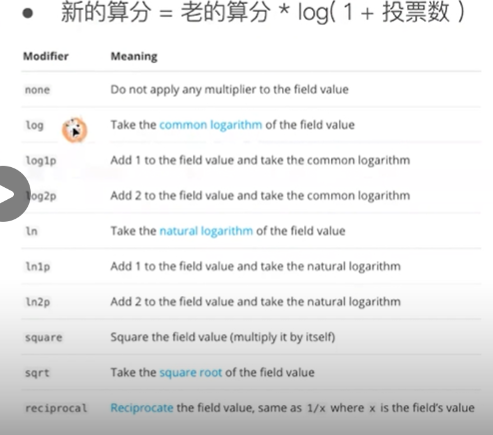 ● 新的算分 = 老的算分 * log( 1 + 投票数 )
Modifier Meaning
none Do not apply any multiplier to the field value
log Take the common logarithm of the field value
log1p Add 1 to the field value and take the common logarithm
log2p Add 2 to the field value and take the common logarithm
ln Take the natural logarithm of the field value
ln1p Add 1 to the field value and take the natural logarithm
ln2p Add 2 to the field value and take the natural logarithm
square Square the field value (multiply it by itself)
sqrt Take the square root of the field value
reciprocal Reciprocate the field value, same as 1/x where x is the field's value